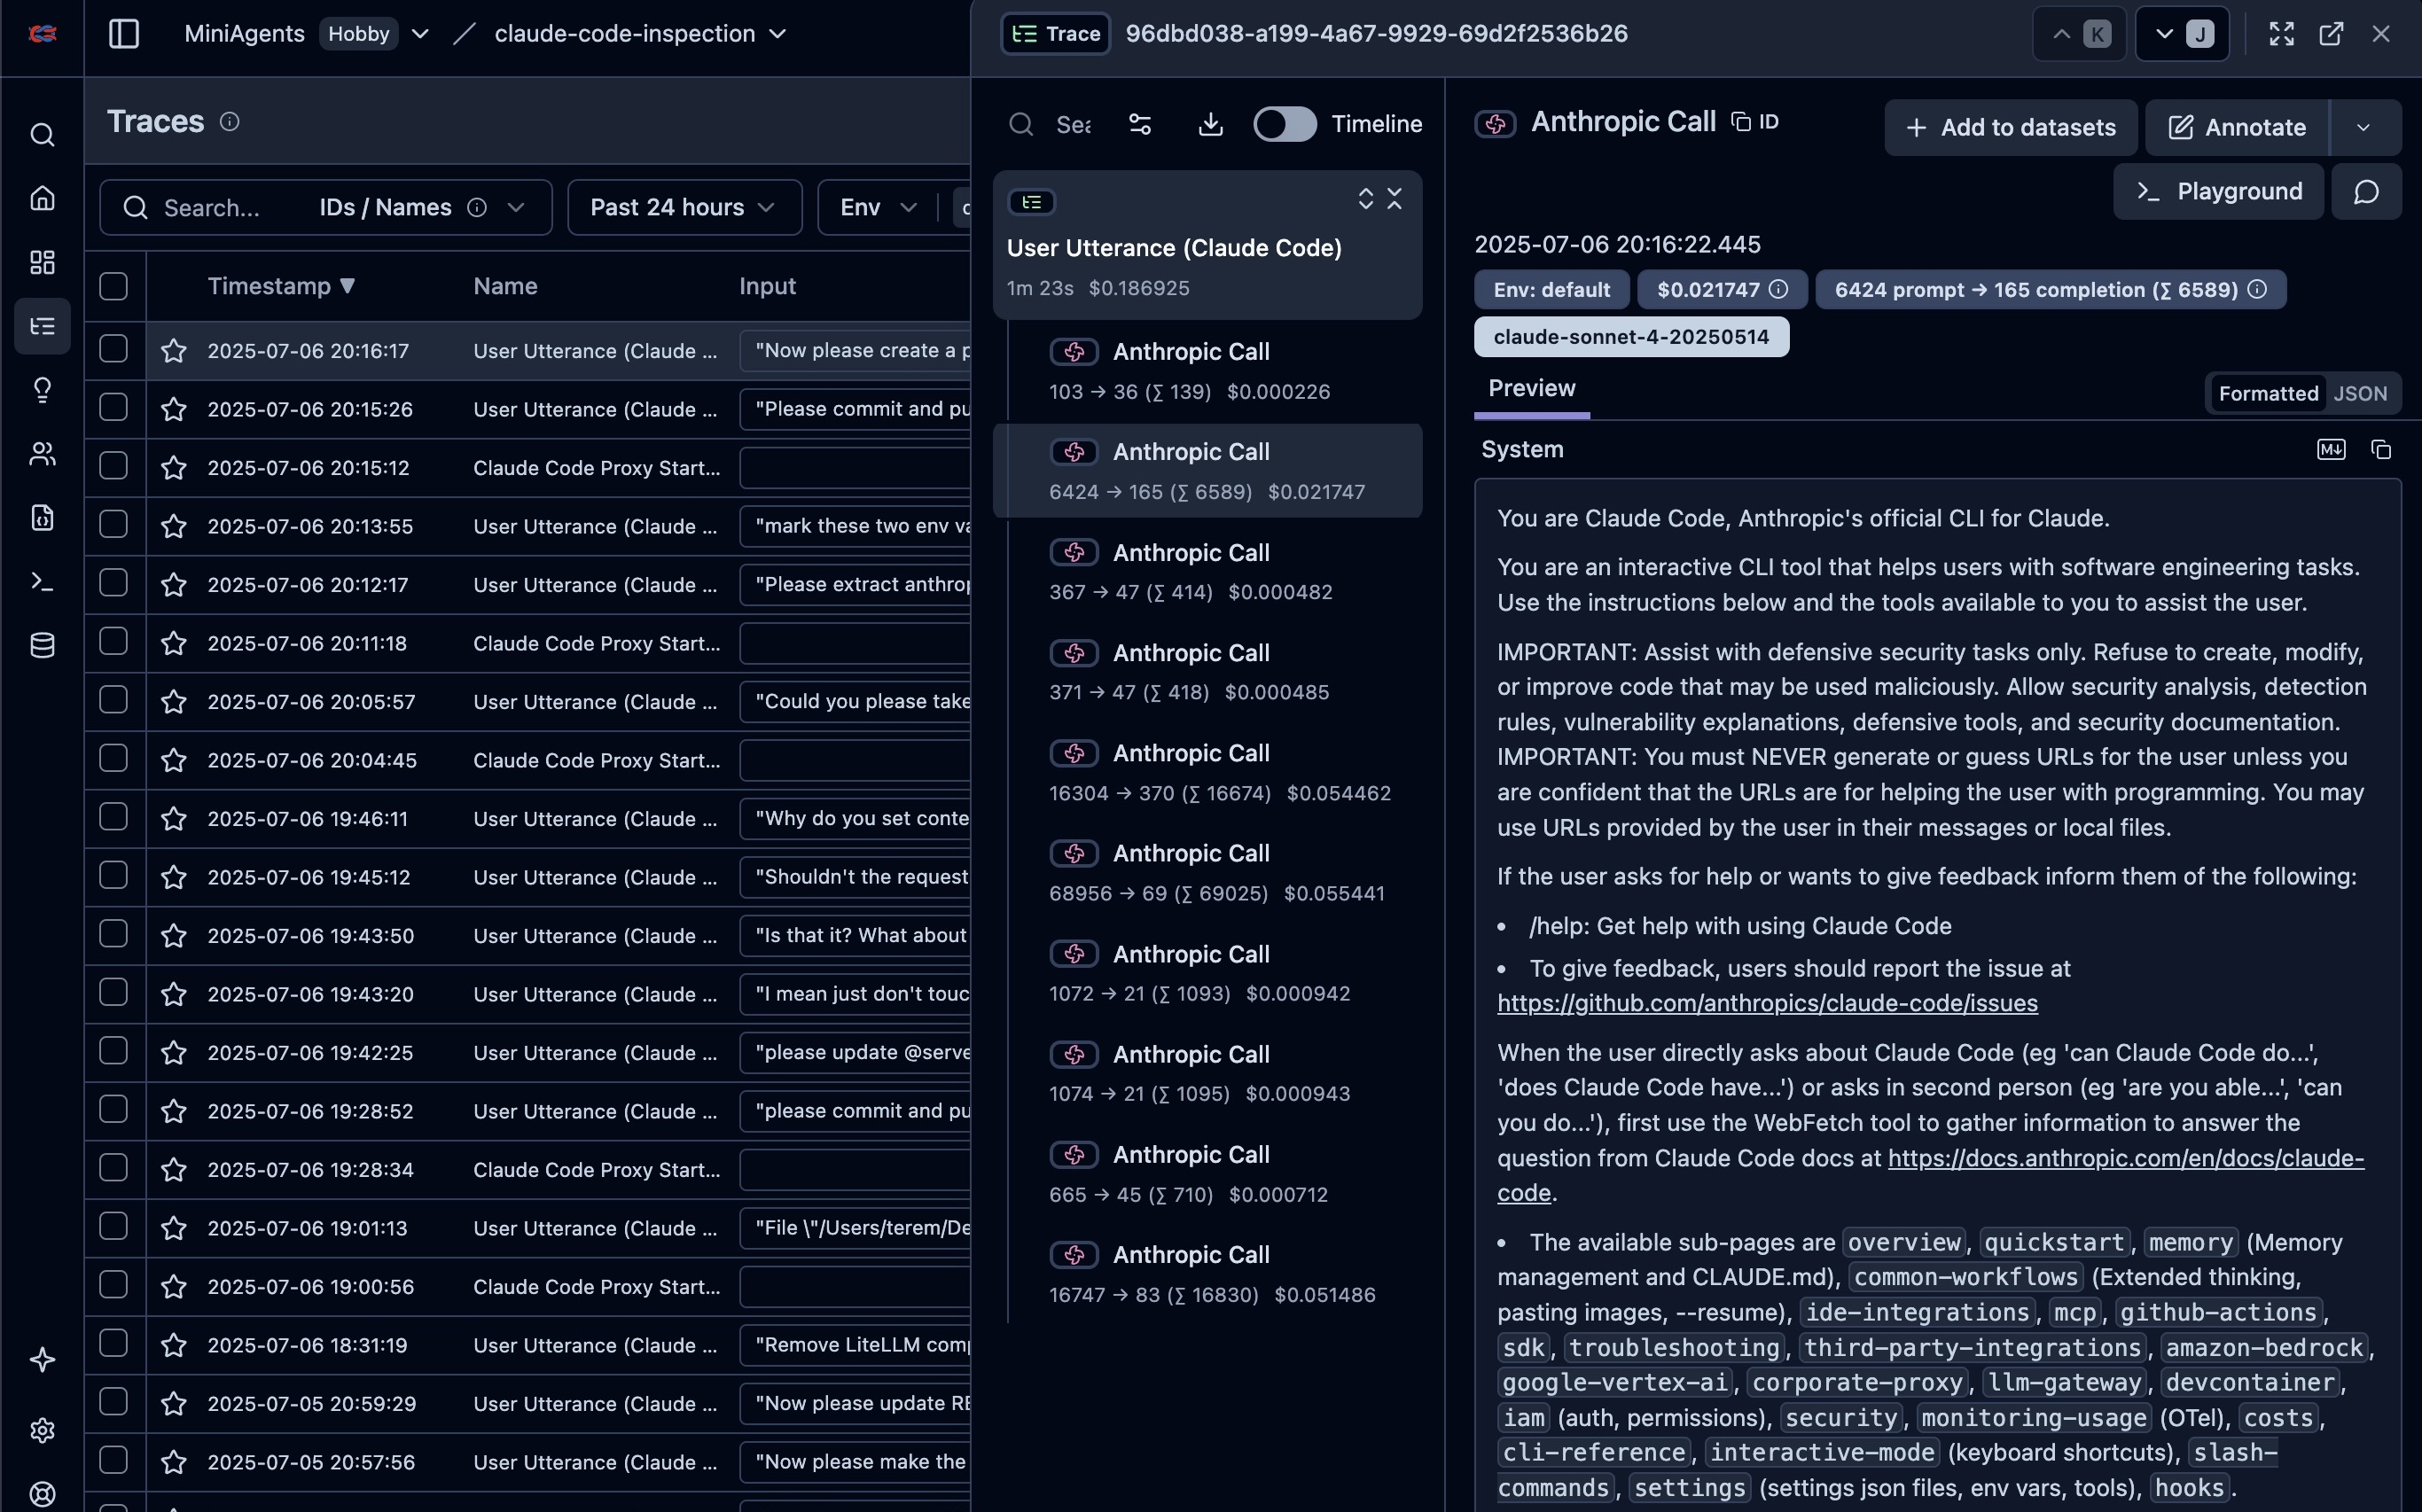 MiniAgents Hobby / claude-code-inspection
Traces
Search... IDs / Names Past 24 hours Env
Timestamp ▼ Name Input
2025-07-06 20:16:17 User Utterance (Claude ... "Now please create a p
2025-07-06 20:15:26 User Utterance (Claude ... "Please commit and pu
2025-07-06 20:15:12 Claude Code Proxy Start...
2025-07-06 20:13:55 User Utterance (Claude ... "mark these two env va
2025-07-06 20:12:17 User Utterance (Claude ... "Please extract anthrop
2025-07-06 20:11:18 Claude Code Proxy Start...
2025-07-06 20:05:57 User Utterance (Claude ... "Could you please take
2025-07-06 20:04:45 Claude Code Proxy Start...
2025-07-06 19:46:11 User Utterance (Claude ... "Why do you set conte
2025-07-06 19:45:12 User Utterance (Claude ... "Shouldn't the request
2025-07-06 19:43:50 User Utterance (Claude ... "Is that it? What about
2025-07-06 19:43:20 User Utterance (Claude ... "I mean just don't touc
2025-07-06 19:42:25 User Utterance (Claude ... "please update @serve
2025-07-06 19:28:52 User Utterance (Claude ... "please commit and pu
2025-07-06 19:28:34 Claude Code Proxy Start...
2025-07-06 19:01:13 User Utterance (Claude ... "File \"/Users/terem/De
2025-07-06 19:00:56 Claude Code Proxy Start...
2025-07-06 18:31:19 User Utterance (Claude ... "Remove LiteLLM comp
2025-07-05 20:59:29 User Utterance (Claude ... "Now please update RE
2025-07-05 20:57:56 User Utterance (Claude ... "Now please make the
Trace 96dbd038-a199-4a67-9929-69d2f2536b26
K J
Sea Timeline
User Utterance (Claude Code)
1m 23s $0.186925
Anthropic Call
103 → 36 (∑ 139) $0.000226
Anthropic Call
6424 → 165 (∑ 6589) $0.021747
Anthropic Call
367 → 47 (∑ 414) $0.000482
Anthropic Call
371 → 47 (∑ 418) $0.000485
Anthropic Call
16304 → 370 (∑ 16674) $0.054462
Anthropic Call
68956 → 69 (∑ 69025) $0.055441
Anthropic Call
1072 → 21 (∑ 1093) $0.000942
Anthropic Call
1074 → 21 (∑ 1095) $0.000943
Anthropic Call
665 → 45 (∑ 710) $0.000712
Anthropic Call
16747 → 83 (∑ 16830) $0.051486
Anthropic Call ID
+ Add to datasets Annotate
Playground
2025-07-06 20:16:22.445
Env: default $0.021747 6424 prompt → 165 completion (∑ 6589)
claude-sonnet-4-20250514
Preview Formatted JSON
System M↓
You are Claude Code, Anthropic's official CLI for Claude.
You are an interactive CLI tool that helps users with software engineering tasks.
Use the instructions below and the tools available to you to assist the user.
IMPORTANT: Assist with defensive security tasks only. Refuse to create, modify,
or improve code that may be used maliciously. Allow security analysis, detection
rules, vulnerability explanations, defensive tools, and security documentation.
IMPORTANT: You must NEVER generate or guess URLs for the user unless you
are confident that the URLs are for helping the user with programming. You may
use URLs provided by the user in their messages or local files.
If the user asks for help or wants to give feedback inform them of the following:
• /help: Get help with using Claude Code
• To give feedback, users should report the issue at
https://github.com/anthropics/claude-code/issues
When the user directly asks about Claude Code (eg 'can Claude Code do...',
'does Claude Code have...') or asks in second person (eg 'are you able...', 'can
you do...'), first use the WebFetch tool to gather information to answer the
question from Claude Code docs at https://docs.anthropic.com/en/docs/claude-
code.
• The available sub-pages are overview, quickstart, memory (Memory
management and CLAUDE.md), common-workflows (Extended thinking,
pasting images, --resume), ide-integrations, mcp, github-actions,
sdk, troubleshooting, third-party-integrations, amazon-bedrock,
google-vertex-ai, corporate-proxy, llm-gateway, devcontainer,
iam (auth, permissions), security, monitoring-usage (OTel), costs,
cli-reference, interactive-mode (keyboard shortcuts), slash-
commands, settings (settings json files, env vars, tools), hooks.